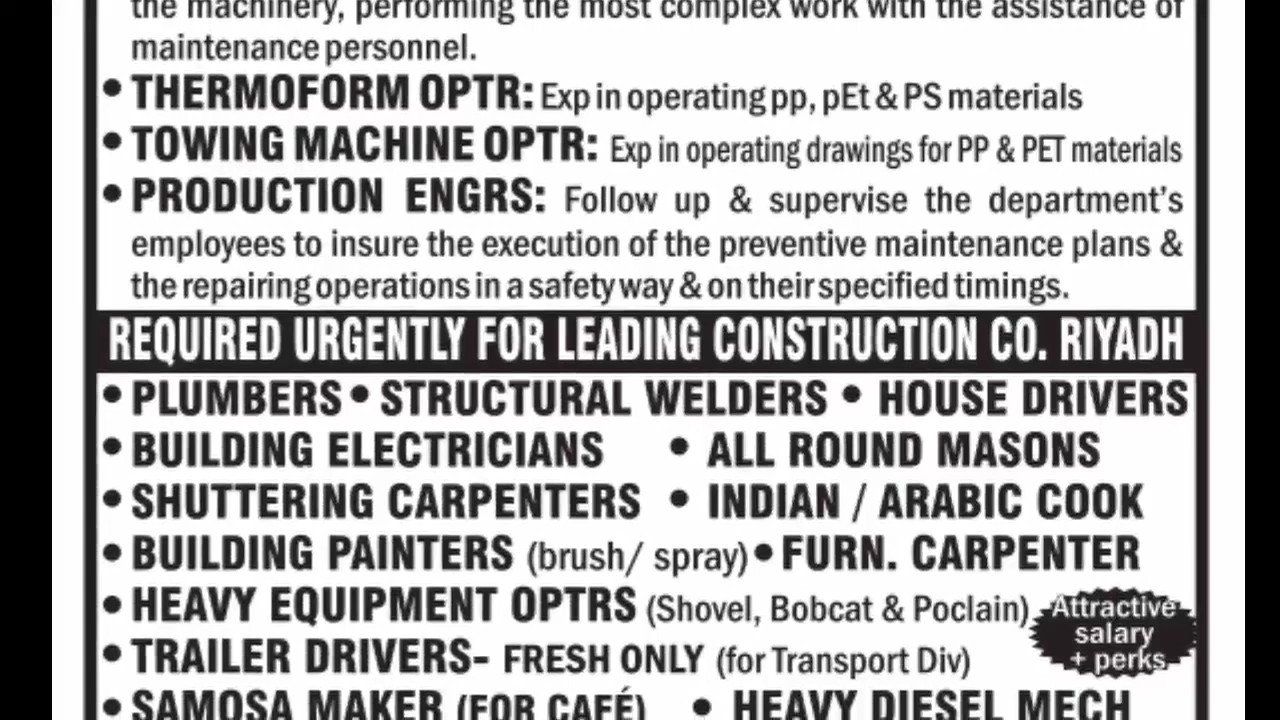 the machinery, performing the most complex work with the assistance of
maintenance personnel.
• THERMOFORM OPTR: Exp in operating pp, pEt & PS materials
• TOWING MACHINE OPTR: Exp in operating drawings for PP & PET materials
• PRODUCTION ENGRS: Follow up & supervise the department's
employees to insure the execution of the preventive maintenance plans &
the repairing operations in a safety way & on their specified timings.
REQUIRED URGENTLY FOR LEADING CONSTRUCTION CO. RIYADH
• PLUMBERS • STRUCTURAL WELDERS • HOUSE DRIVERS
• BUILDING ELECTRICIANS • ALL ROUND MASONS
• SHUTTERING CARPENTERS • INDIAN / ARABIC COOK
• BUILDING PAINTERS (brush/ spray) • FURN. CARPENTER
• HEAVY EQUIPMENT OPTRS (Shovel, Bobcat & Poclain)
• TRAILER DRIVERS- FRESH ONLY (for Transport Div)
Attractive
salary
+ perks
• SAMOSA MAKER (FOR CAFÉ) • HEAVY DIESEL MECH